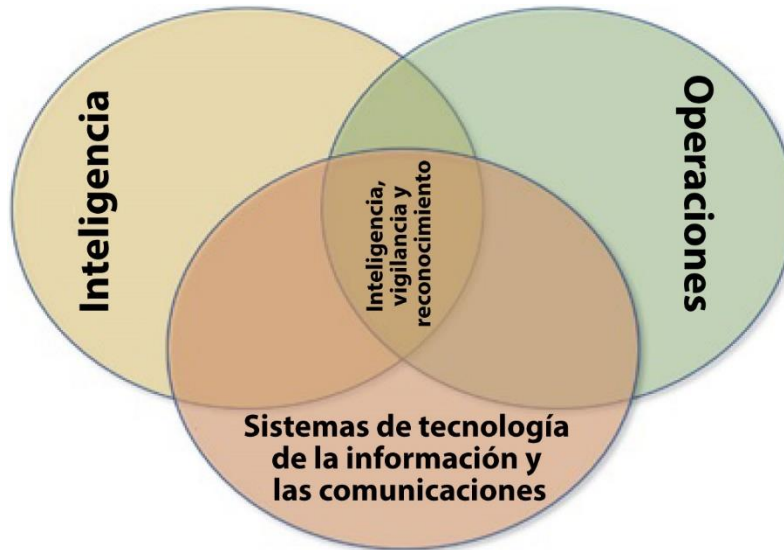 Inteligencia
Operaciones
Inteligencia,
vigilancia y
reconocimiento
Sistemas de tecnología
de la información y
las comunicaciones